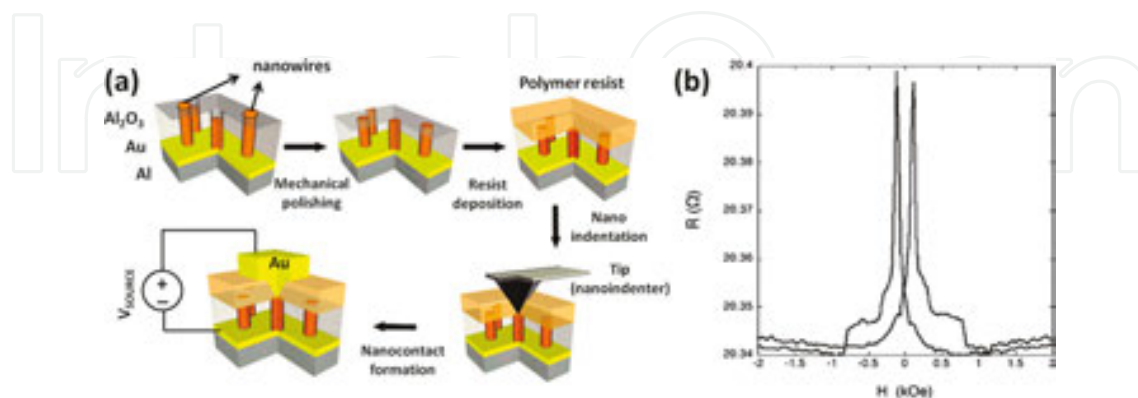 (a)
nanowires
Polymer resist
Al₂O₃
Au
Al
Mechanical
polishing
Resist
deposition
Nano
indentation
Au
V_SOURCE
+
−
Tip
(nanoindenter)
Nanocontact
formation
(b)
20.4
20.39
20.38
20.37
20.36
20.35
20.34
R (Ω)
-2 -1.5 -1 -0.5 0 0.5 1 1.5 2
H (kOe)